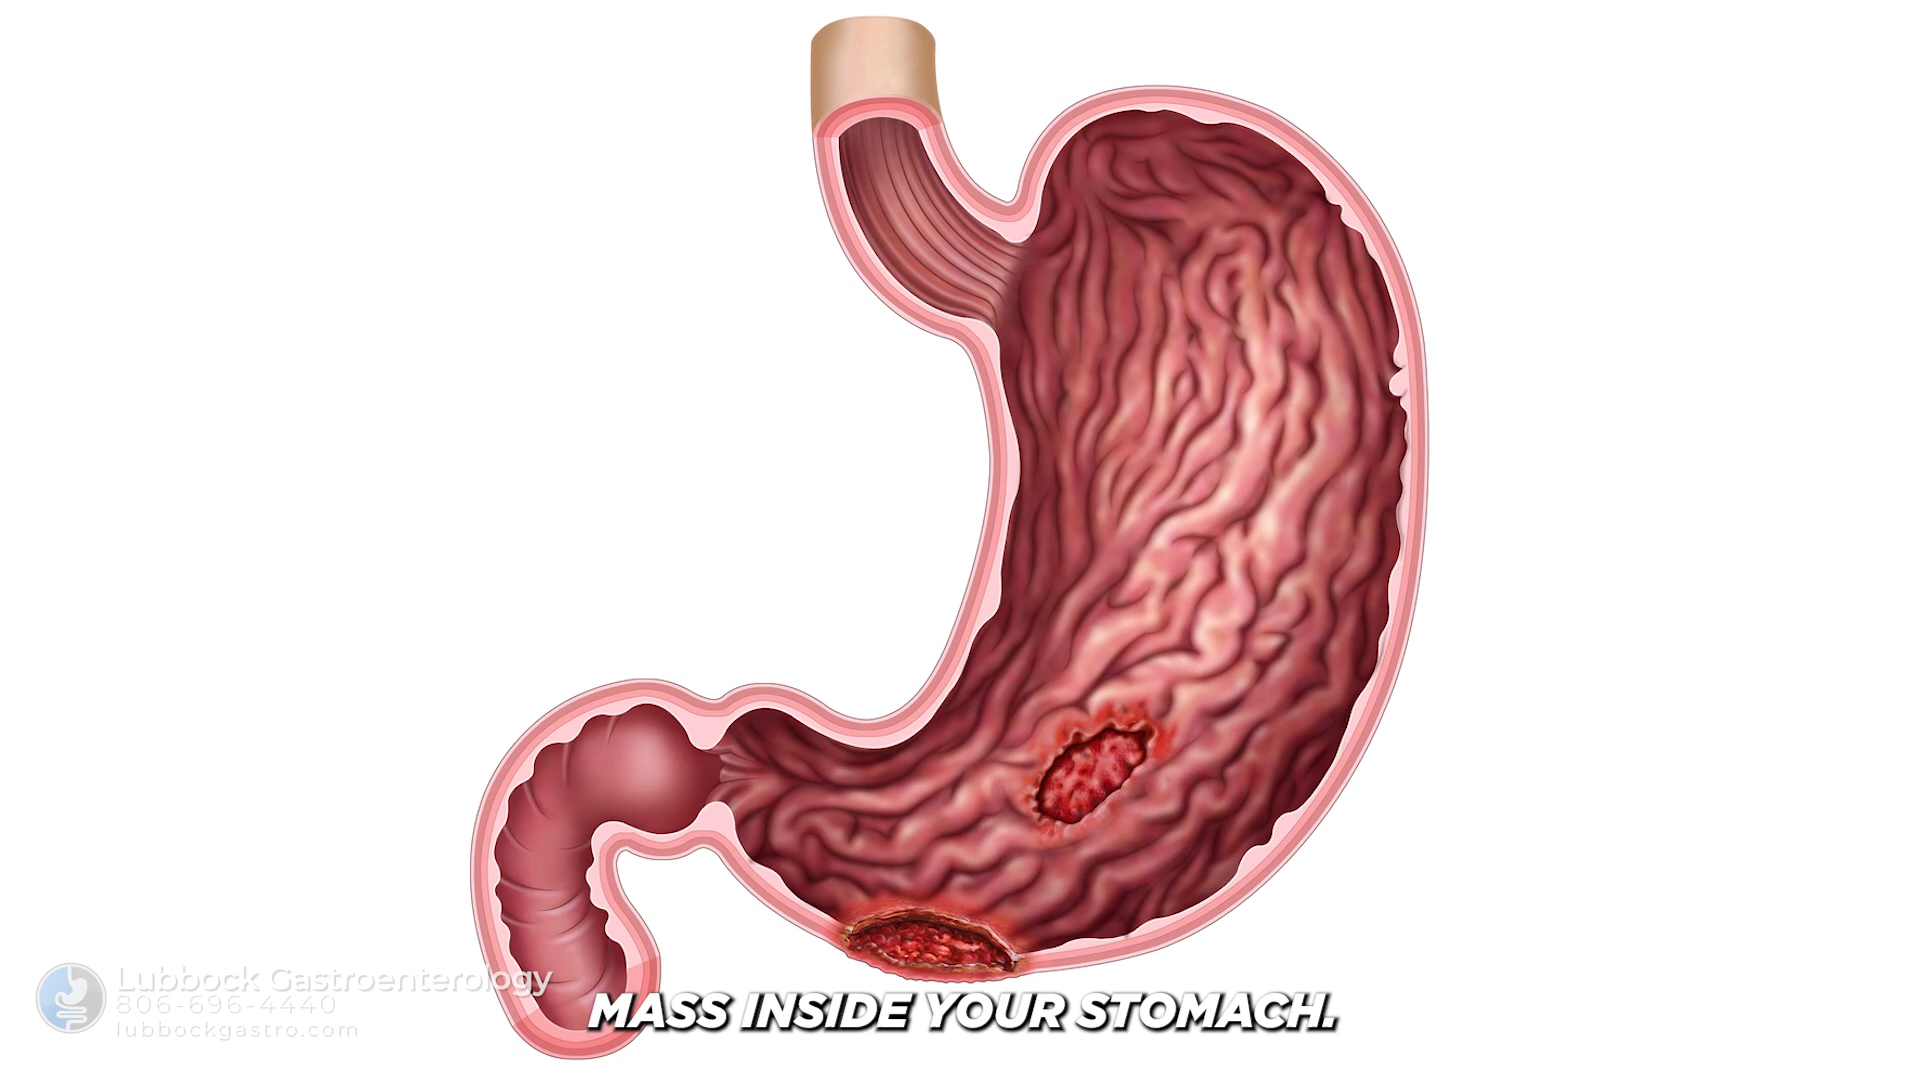 Lubbock Gastroenterology
806-696-4440
lubbockgastro.com
MASS INSIDE YOUR STOMACH.